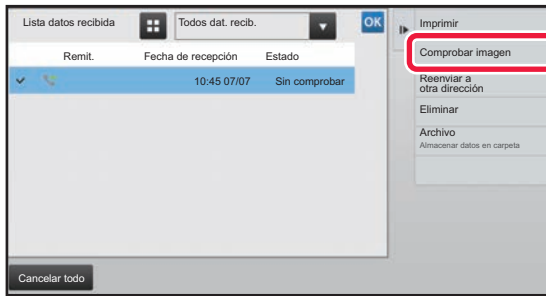 Lista datos recibida
Todos dat. recib.
OK
Remit. Fecha de recepción Estado
10:45 07/07 Sin comprobar
Imprimir
Comprobar imagen
Reenviar a
otra dirección
Eliminar
Archivo
Almacenar datos en carpeta
Cancelar todo